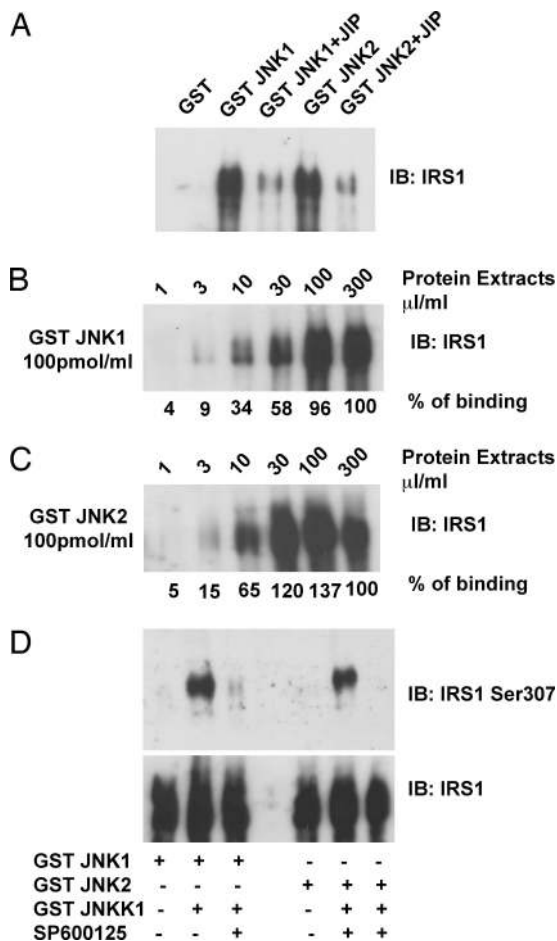 A
GST
GST JNK1
GST JNK1+JIP
GST JNK2
GST JNK2+JIP
IB: IRS1
B
1 3 10 30 100 300 Protein Extracts
µl/ml
GST JNK1
100pmol/ml
IB: IRS1
4 9 34 58 96 100 % of binding
C
1 3 10 30 100 300 Protein Extracts
µl/ml
GST JNK2
100pmol/ml
IB: IRS1
5 15 65 120 137 100 % of binding
D
IB: IRS1 Ser307
IB: IRS1
GST JNK1 + + + - - -
GST JNK2 - - - + + +
GST JNKK1 - + + - + +
SP600125 - - + - + +